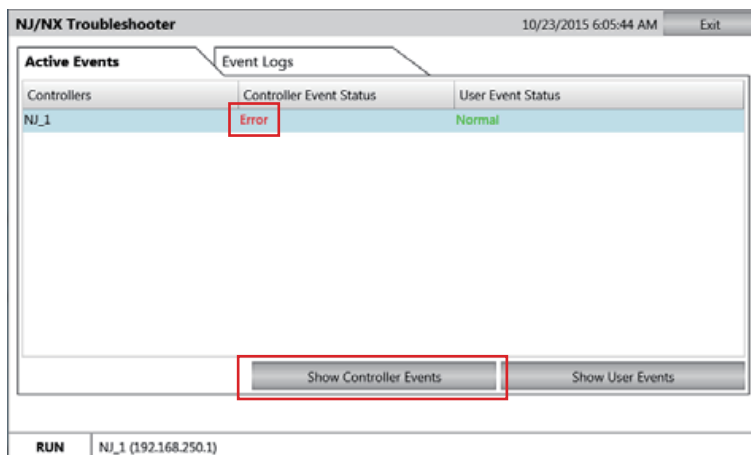 NJ/NX Troubleshooter 10/23/2015 6:05:44 AM Exit
Active Events Event Logs
Controllers Controller Event Status User Event Status
NJ_1 Error Normal
Show Controller Events Show User Events
RUN NJ_1 (192.168.250.1)